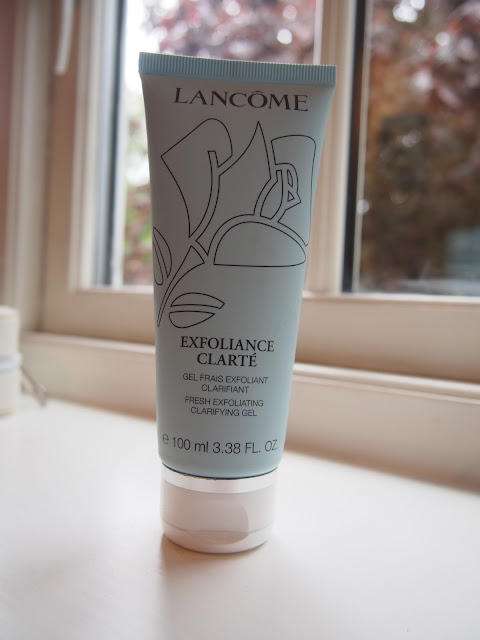 LANCÔME
EXFOLIANCE
CLARTÉ
GEL FRAIS EXFOLIANT
CLARIFIANT
FRESH EXFOLIATING
CLARIFYING GEL
℮ 100 ml 3.38 FL. OZ.